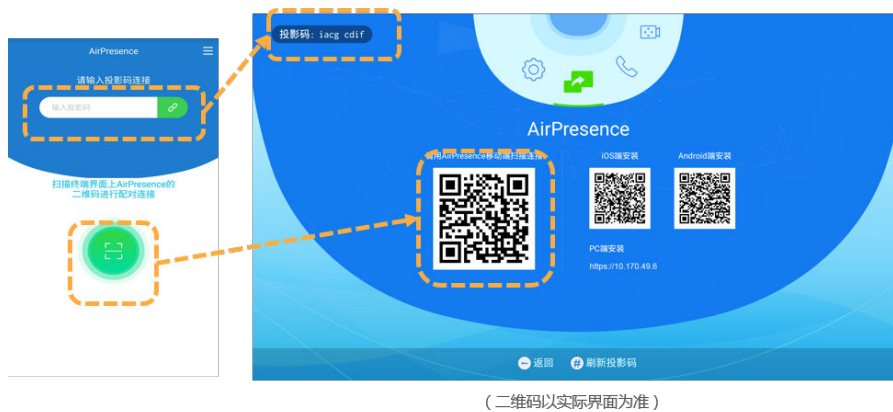 AirPresence
请输入投影码连接
输入投影码
扫描终端界面上AirPresence的
二维码进行配对连接
投影码: iacg cdif
AirPresence
请用AirPresence移动端扫描连接
iOS端安装
Android端安装
PC端安装
https://10.170.49.6
返回
# 刷新投影码
（二维码以实际界面为准）